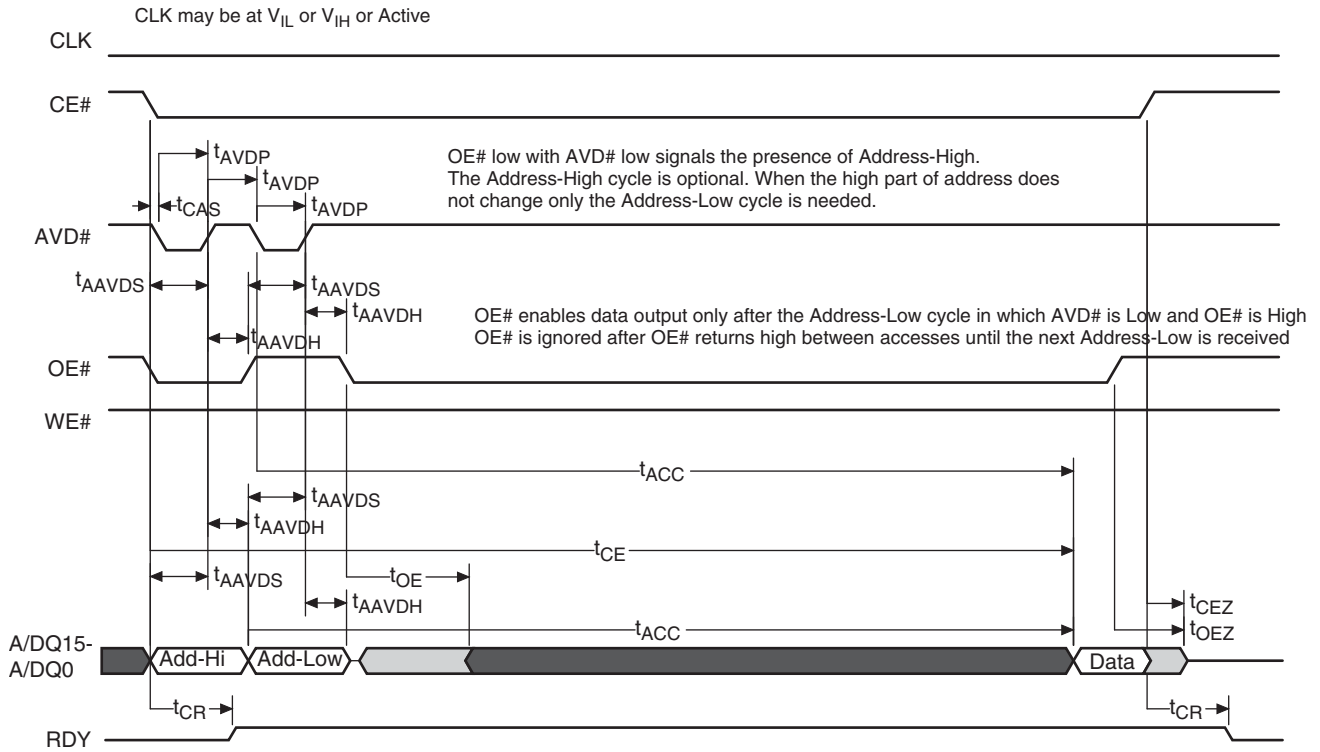 CLK may be at VIL or VIH or Active
CLK
CE#
tAVDP
OE# low with AVD# low signals the presence of Address-High.
tAVDP
The Address-High cycle is optional. When the high part of address does
not change only the Address-Low cycle is needed.
tCAS
tAVDP
AVD#
tAAVDS
tAAVDS
tAAVDH
OE# enables data output only after the Address-Low cycle in which AVD# is Low and OE# is High
tAAVDH
OE# is ignored after OE# returns high between accesses until the next Address-Low is received
OE#
WE#
tACC
tAAVDS
tAAVDH
tCE
tAAVDS
tOE
tAAVDH
tCEZ
tACC
tOEZ
A/DQ15-
A/DQ0
Add-Hi
Add-Low
Data
tCR
tCR
RDY